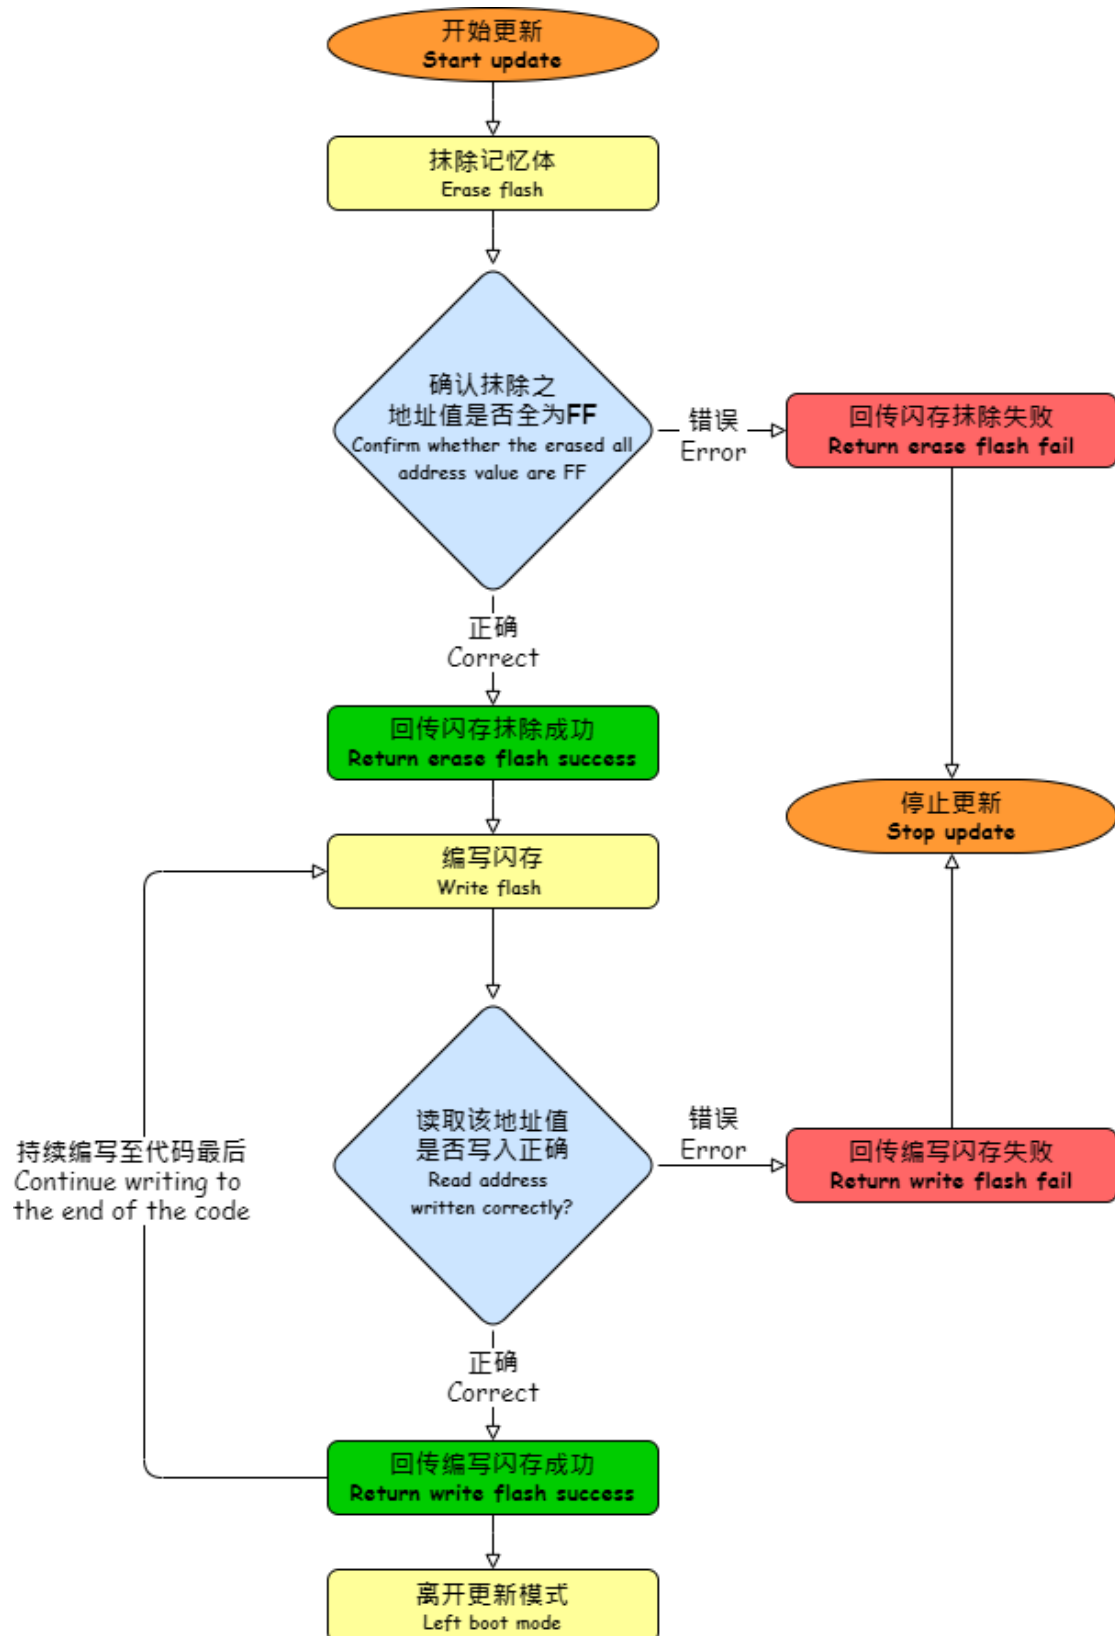 开始更新
Start update
抹除记忆体
Erase flash
确认抹除之
地址值是否全为FF
Confirm whether the erased all
address value are FF
错误
Error
回传闪存抹除失败
Return erase flash fail
正确
Correct
回传闪存抹除成功
Return erase flash success
停止更新
Stop update
编写闪存
Write flash
读取该地址值
是否写入正确
Read address
written correctly?
错误
Error
回传编写闪存失败
Return write flash fail
持续编写至代码最后
Continue writing to
the end of the code
正确
Correct
回传编写闪存成功
Return write flash success
离开更新模式
Left boot mode